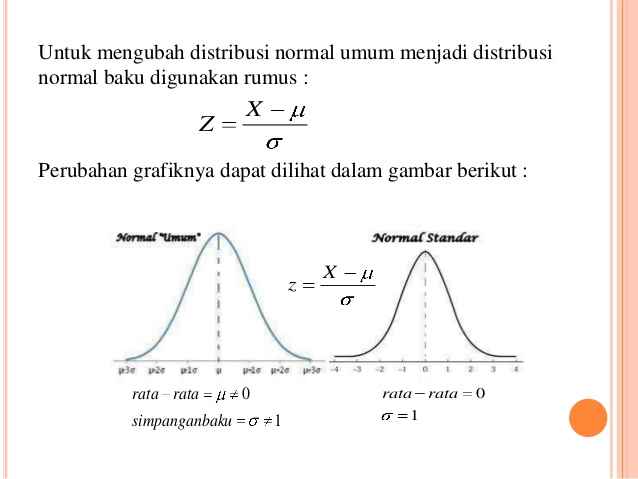 Untuk mengubah distribusi normal umum menjadi distribusi
normal baku digunakan rumus :
Z = (X − μ) / σ
Perubahan grafiknya dapat dilihat dalam gambar berikut :
Normal "Umum"
Normal Standar
z = (X − μ) / σ
μ-3σ μ-2σ μ-1σ μ μ+1σ μ+2σ μ+3σ
-4 -3 -2 -1 0 1 2 3 4
rata − rata = μ ≠ 0
simpanganbaku = σ ≠ 1
rata − rata = 0
σ = 1